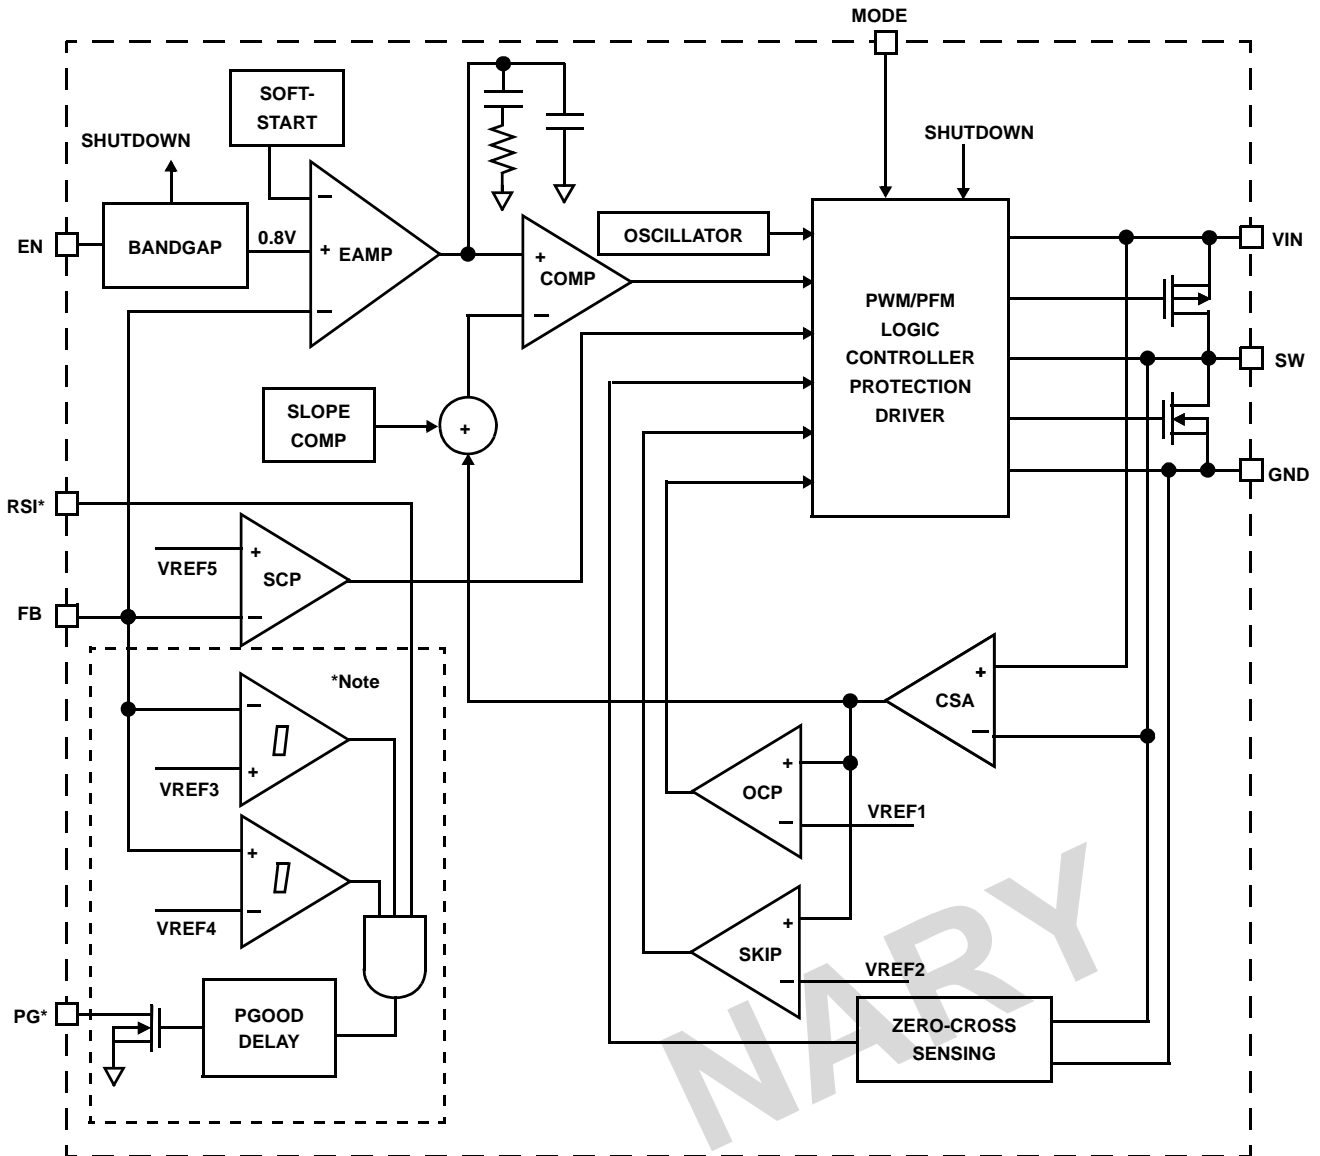 MODE
SOFT-
START
SHUTDOWN
SHUTDOWN
EN
BANDGAP
0.8V
−
+
−
EAMP
+
−
COMP
OSCILLATOR
PWM/PFM
LOGIC
CONTROLLER
PROTECTION
DRIVER
VIN
SW
GND
SLOPE
COMP
+
RSI*
VREF5
+
−
SCP
FB
*Note
−
+
VREF3
+
−
VREF4
+
−
CSA
+
−
OCP
VREF1
+
−
SKIP
VREF2
PG*
PGOOD
DELAY
ZERO-CROSS
SENSING
NARY